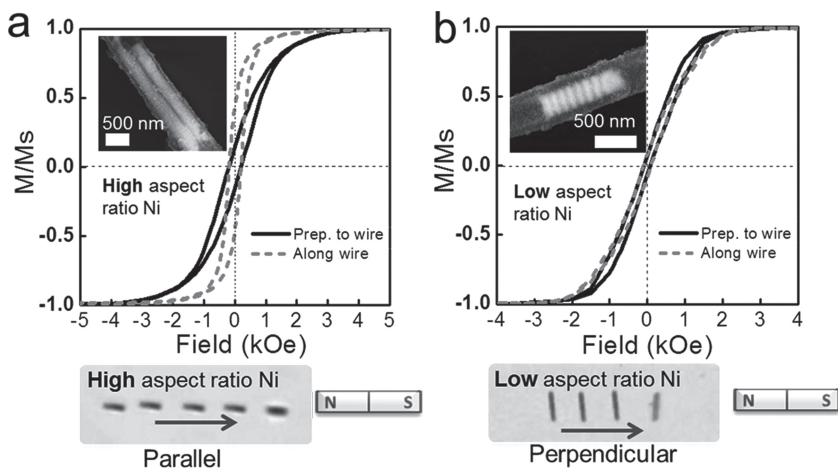 a
1.0
0.5
0.0
-0.5
-1.0
M/Ms
500 nm
High aspect
ratio Ni
Prep. to wire
Along wire
-5 -4 -3 -2 -1 0 1 2 3 4 5
Field (kOe)
High aspect ratio Ni
N S
Parallel
b
1.0
0.5
0.0
-0.5
-1.0
M/Ms
500 nm
Low aspect
ratio Ni
Prep. to wire
Along wire
-4 -3 -2 -1 0 1 2 3 4
Field (kOe)
Low aspect ratio Ni
N S
Perpendicular